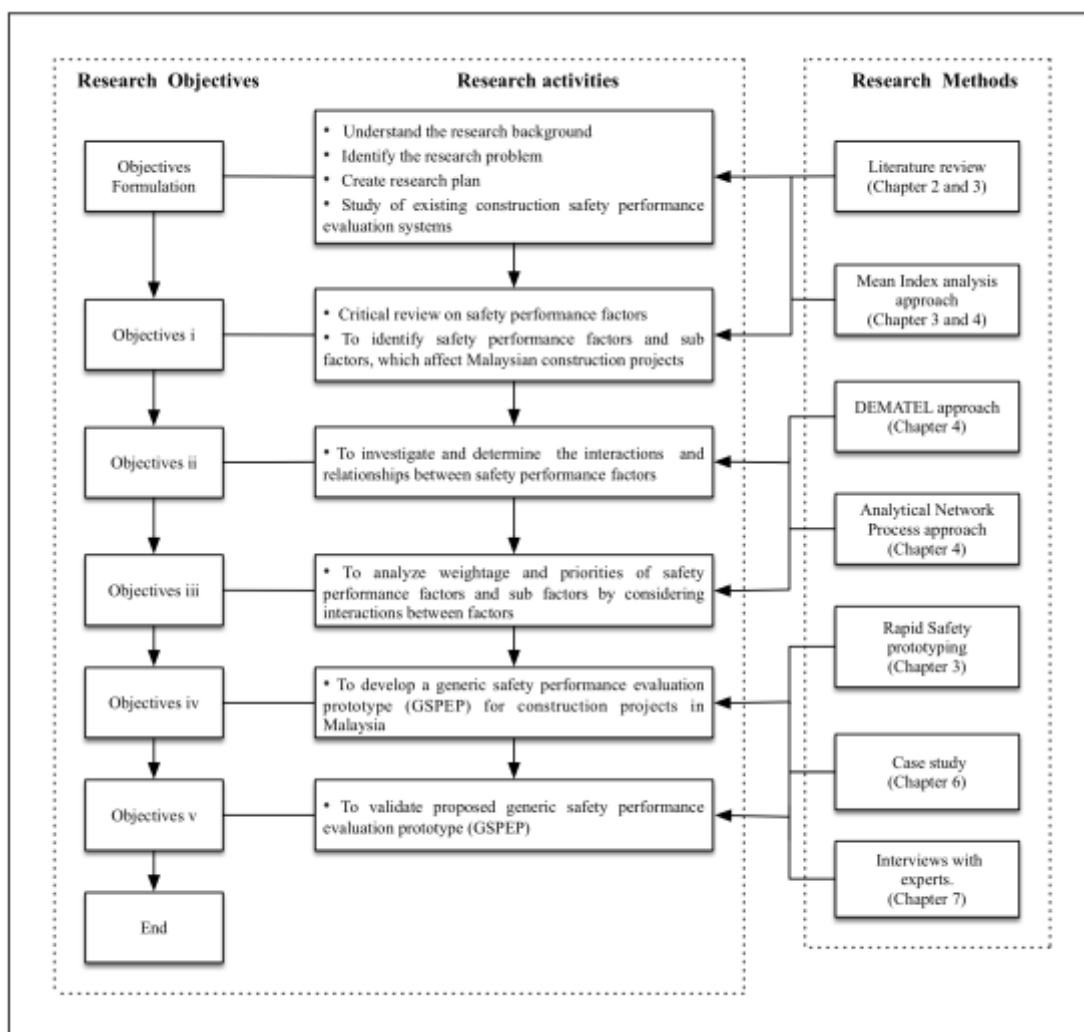 Research Objectives
Research activities
Research Methods
Objectives
Formulation
• Understand the research background
• Identify the research problem
• Create research plan
• Study of existing construction safety performance
evaluation systems
Literature review
(Chapter 2 and 3)
Mean Index analysis
approach
(Chapter 3 and 4)
Objectives i
• Critical review on safety performance factors
• To identify safety performance factors and sub
factors, which affect Malaysian construction projects
DEMATEL approach
(Chapter 4)
Objectives ii
• To investigate and determine the interactions and
relationships between safety performance factors
Analytical Network
Process approach
(Chapter 4)
Objectives iii
• To analyze weightage and priorities of safety
performance factors and sub factors by considering
interactions between factors
Rapid Safety
prototyping
(Chapter 3)
Objectives iv
• To develop a generic safety performance evaluation
prototype (GSPEP) for construction projects in
Malaysia
Case study
(Chapter 6)
Objectives v
• To validate proposed generic safety performance
evaluation prototype (GSPEP)
Interviews with
experts.
(Chapter 7)
End